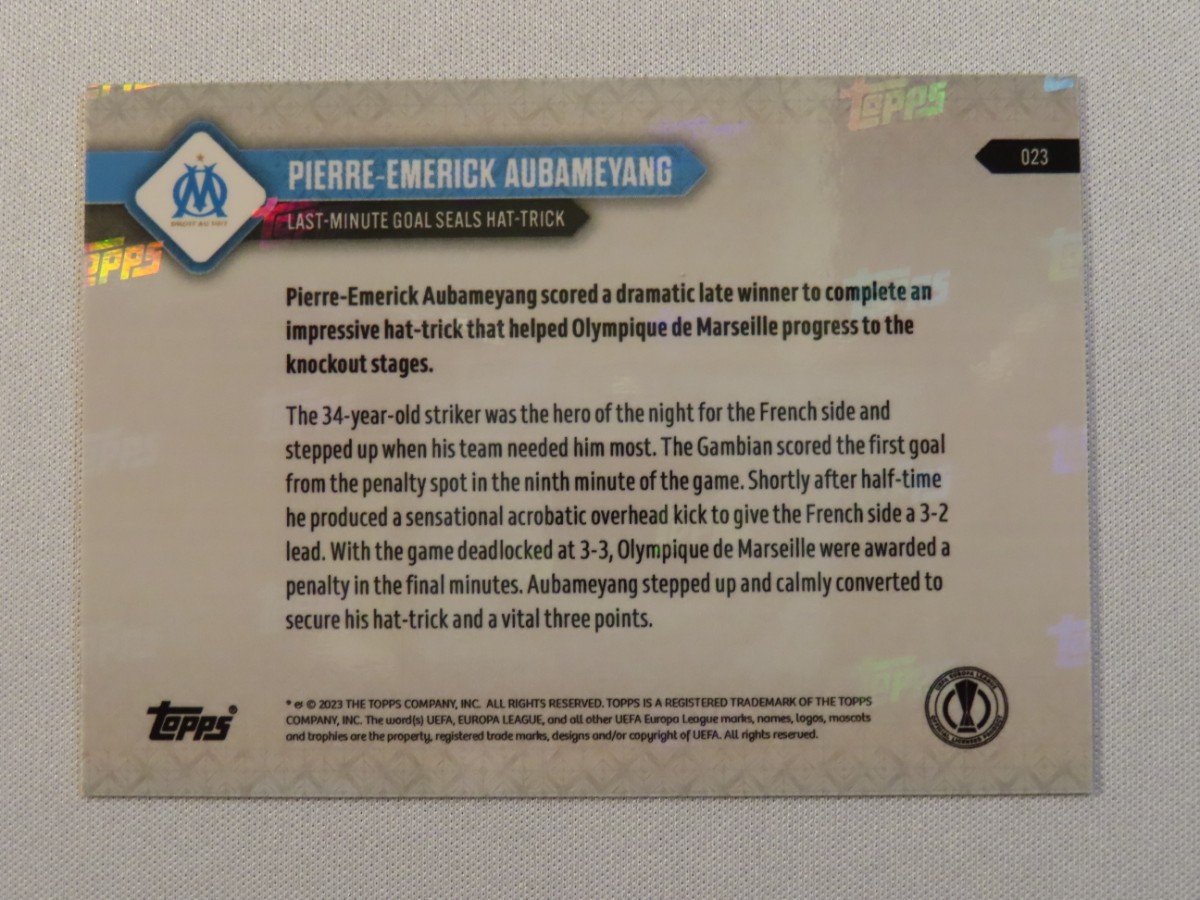 TOPPS
PIERRE-EMERICK AUBAMEYANG
023
LAST-MINUTE GOAL SEALS HAT-TRICK
OPPS
Pierre-Emerick Aubameyang scored a dramatic late winner to complete an
impressive hat-trick that helped Olympique de Marseille progress to the
knockout stages.
The 34-year-old striker was the hero of the night for the French side and
stepped up when his team needed him most. The Gambian scored the first goal
from the penalty spot in the ninth minute of the game. Shortly after half-time
he produced a sensational acrobatic overhead kick to give the French side a 3-2
lead. With the game deadlocked at 3-3, Olympique de Marseille were awarded a
penalty in the final minutes. Aubameyang stepped up and calmly converted to
secure his hat-trick and a vital three points.
TOPPS®
* © 2023 THE TOPPS COMPANY, INC. ALL RIGHTS RESERVED. TOPPS IS A REGISTERED TRADEMARK OF THE TOPPS
COMPANY, INC. The word(s) UEFA, EUROPA LEAGUE, and all other UEFA Europa League marks, names, logos, mascots
and trophies are the property, registered trade marks, designs and/or copyright of UEFA. All rights reserved.